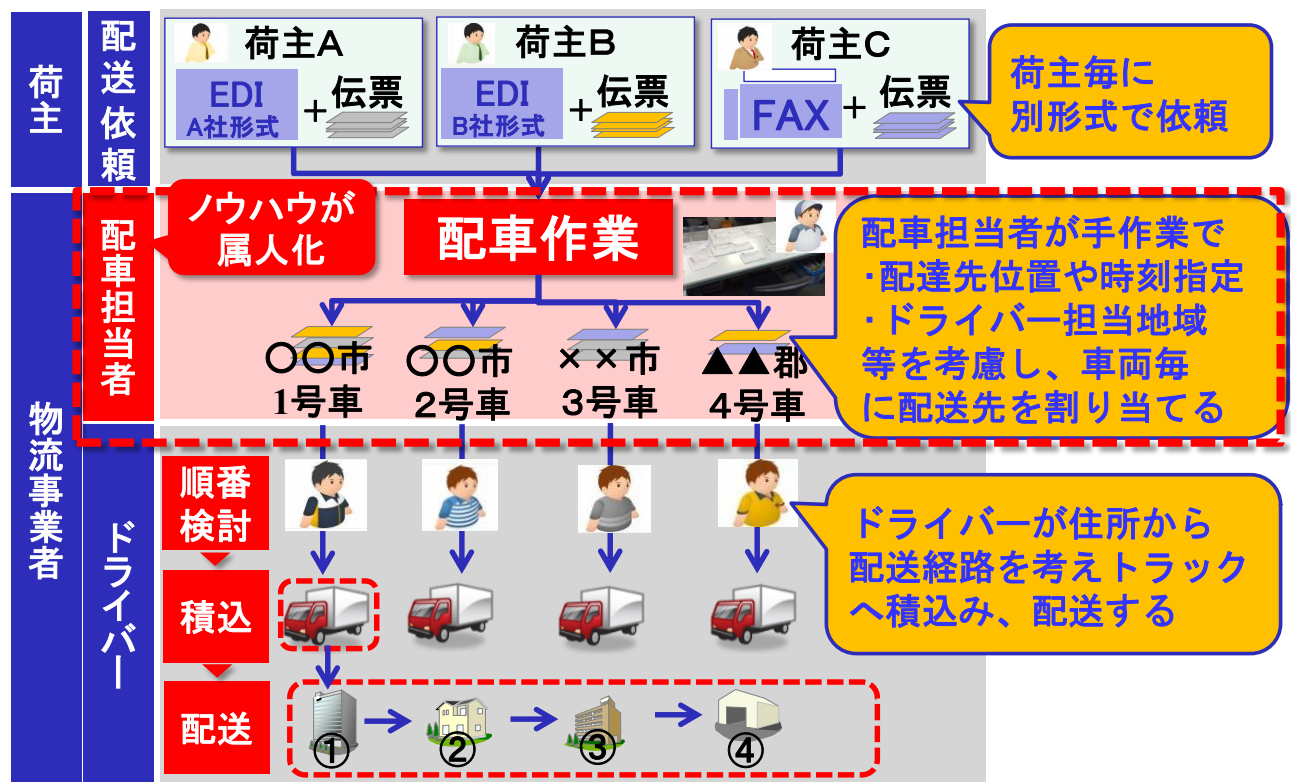 荷主
配送依頼
荷主A
EDI
A社形式
+伝票
荷主B
EDI
B社形式
+伝票
荷主C
FAX
+伝票
荷主毎に
別形式で依頼
物流事業者
配車担当者
ノウハウが
属人化
配車作業
配車担当者が手作業で
・配達先位置や時刻指定
・ドライバー担当地域
等を考慮し、車両毎
に配送先を割り当てる
〇〇市
1号車
〇〇市
２号車
××市
３号車
▲▲郡
４号車
ドライバー
順番
検討
積込
配送
ドライバーが住所から
配送経路を考えトラック
へ積込み、配送する
①
②
③
④